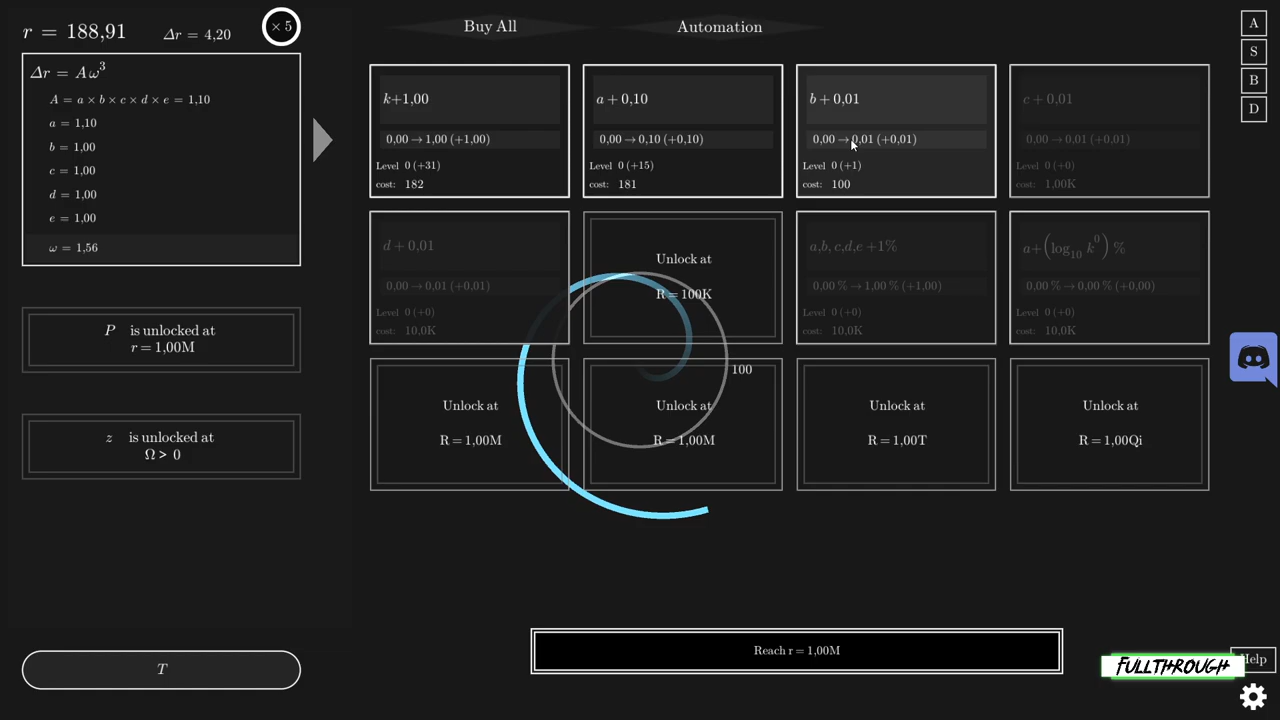 r = 188,91
Δr = 4,20
× 5
Buy All
Automation
Δr = Aω³
A = a × b × c × d × e = 1,10
a = 1,10
b = 1,00
c = 1,00
d = 1,00
e = 1,00
ω = 1,56
P is unlocked at
r = 1,00M
z is unlocked at
Ω > 0
T
k+1,00
0,00 → 1,00 (+1,00)
Level 0 (+31)
cost: 182
a + 0,10
0,00 → 0,10 (+0,10)
Level 0 (+15)
cost: 181
b + 0,01
0,00 → 0,01 (+0,01)
Level 0 (+1)
cost: 100
c + 0,01
0,00 → 0,01 (+0,01)
Level 0 (+0)
cost: 1,00K
d + 0,01
0,00 → 0,01 (+0,01)
Level 0 (+0)
cost: 10,0K
Unlock at
R = 100K
a,b, c,d,e +1%
0,00 % → 1,00 % (+1,00)
Level 0 (+0)
cost: 10,0K
a+(log₁₀ k⁰) %
0,00 % → 0,00 % (+0,00)
Level 0 (+0)
cost: 10,0K
100
Unlock at
R = 1,00M
Unlock at
R = 1,00M
Unlock at
R = 1,00T
Unlock at
R = 1,00Qi
Reach r = 1,00M
A
S
B
D
FULLTHROUGH
Help